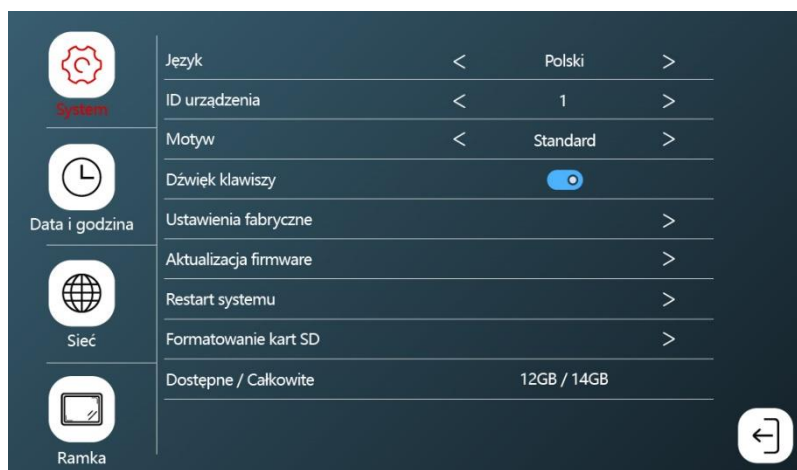 System
Data i godzina
Sieć
Ramka
Język < Polski >
ID urządzenia < 1 >
Motyw < Standard >
Dźwięk klawiszy
Ustawienia fabryczne >
Aktualizacja firmware >
Restart systemu >
Formatowanie kart SD >
Dostępne / Całkowite 12GB / 14GB